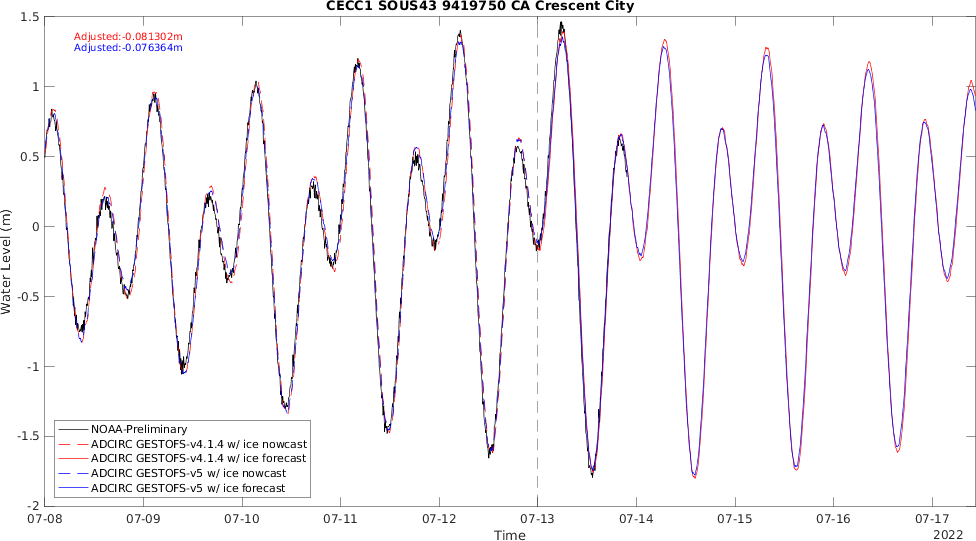 CECC1 SOUS43 9419750 CA Crescent City
Adjusted:-0.081302m
Adjusted:-0.076364m
1.5
1
0.5
0
-0.5
-1
-1.5
-2
Water Level (m)
NOAA-Preliminary
ADCIRC GESTOFS-v4.1.4 w/ ice nowcast
ADCIRC GESTOFS-v4.1.4 w/ ice forecast
ADCIRC GESTOFS-v5 w/ ice nowcast
ADCIRC GESTOFS-v5 w/ ice forecast
07-08 07-09 07-10 07-11 07-12 07-13 07-14 07-15 07-16 07-17
Time
2022